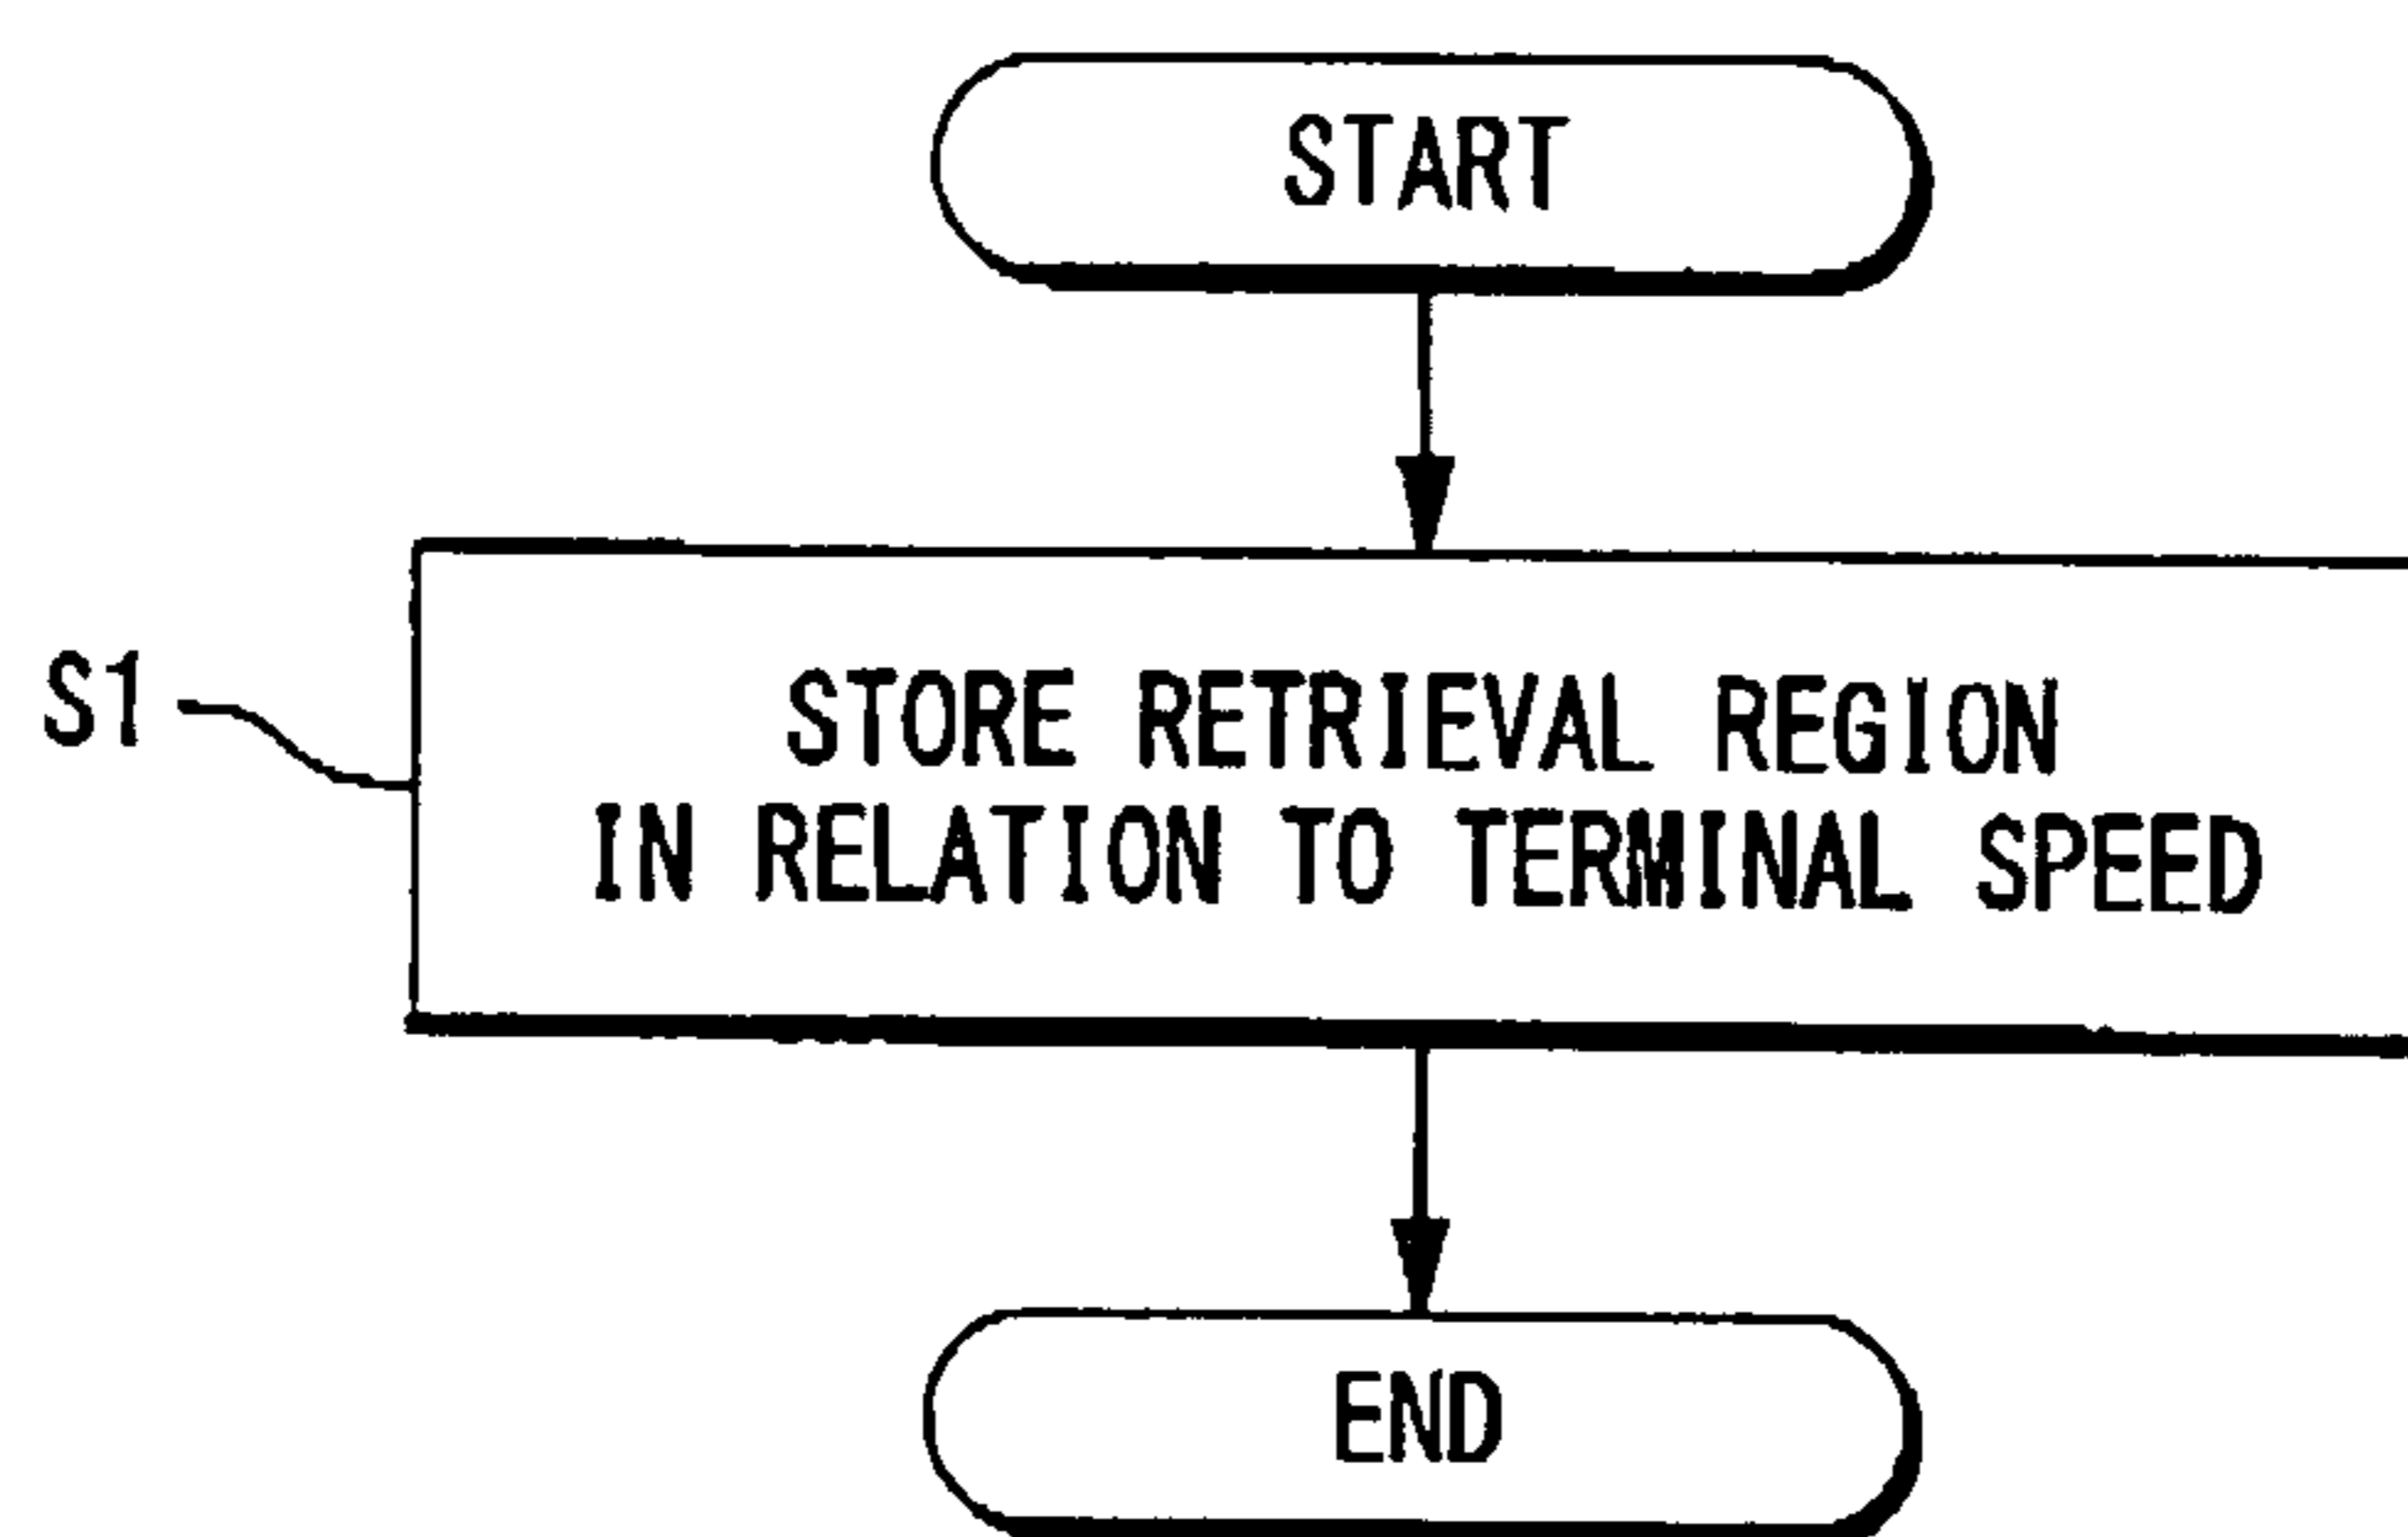 START
S1
STORE RETRIEVAL REGION
IN RELATION TO TERMINAL SPEED
END